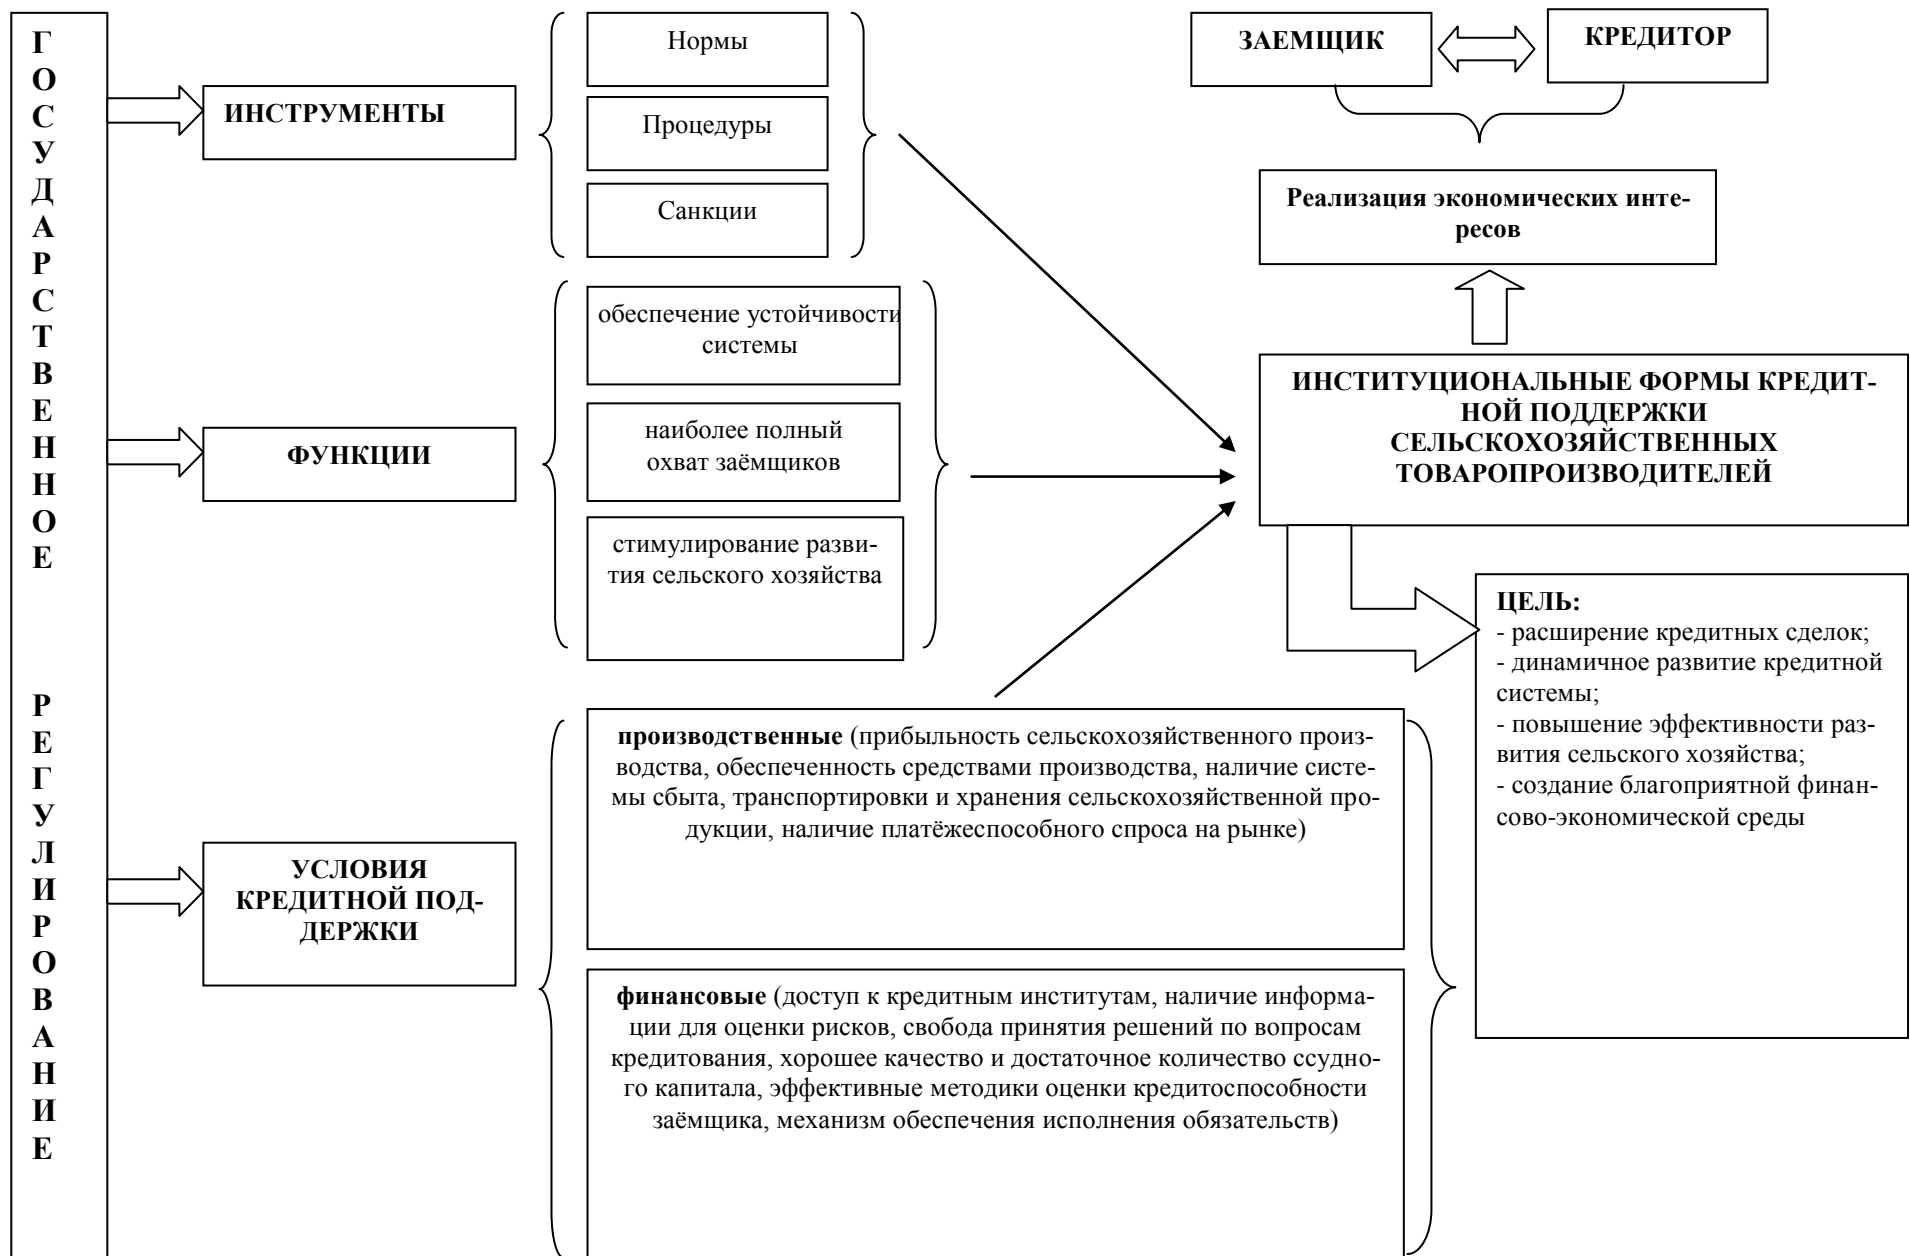 ГОСУДАРСТВЕННОЕ
РЕГУЛИРОВАНИЕ
ИНСТРУМЕНТЫ
Нормы
Процедуры
Санкции
ФУНКЦИИ
обеспечение устойчивости
системы
наиболее полный
охват заёмщиков
стимулирование разви-
тия сельского хозяйства
УСЛОВИЯ
КРЕДИТНОЙ ПОД-
ДЕРЖКИ
производственные (прибыльность сельскохозяйственного произ-
водства, обеспеченность средствами производства, наличие систе-
мы сбыта, транспортировки и хранения сельскохозяйственной про-
дукции, наличие платёжеспособного спроса на рынке)
финансовые (доступ к кредитным институтам, наличие информа-
ции для оценки рисков, свобода принятия решений по вопросам
кредитования, хорошее качество и достаточное количество ссудно-
го капитала, эффективные методики оценки кредитоспособности
заёмщика, механизм обеспечения исполнения обязательств)
ЗАЕМЩИК
КРЕДИТОР
Реализация экономических инте-
ресов
ИНСТИТУЦИОНАЛЬНЫЕ ФОРМЫ КРЕДИТ-
НОЙ ПОДДЕРЖКИ
СЕЛЬСКОХОЗЯЙСТВЕННЫХ
ТОВАРОПРОИЗВОДИТЕЛЕЙ
ЦЕЛЬ:
- расширение кредитных сделок;
- динамичное развитие кредитной
системы;
- повышение эффективности раз-
вития сельского хозяйства;
- создание благоприятной финан-
сово-экономической среды